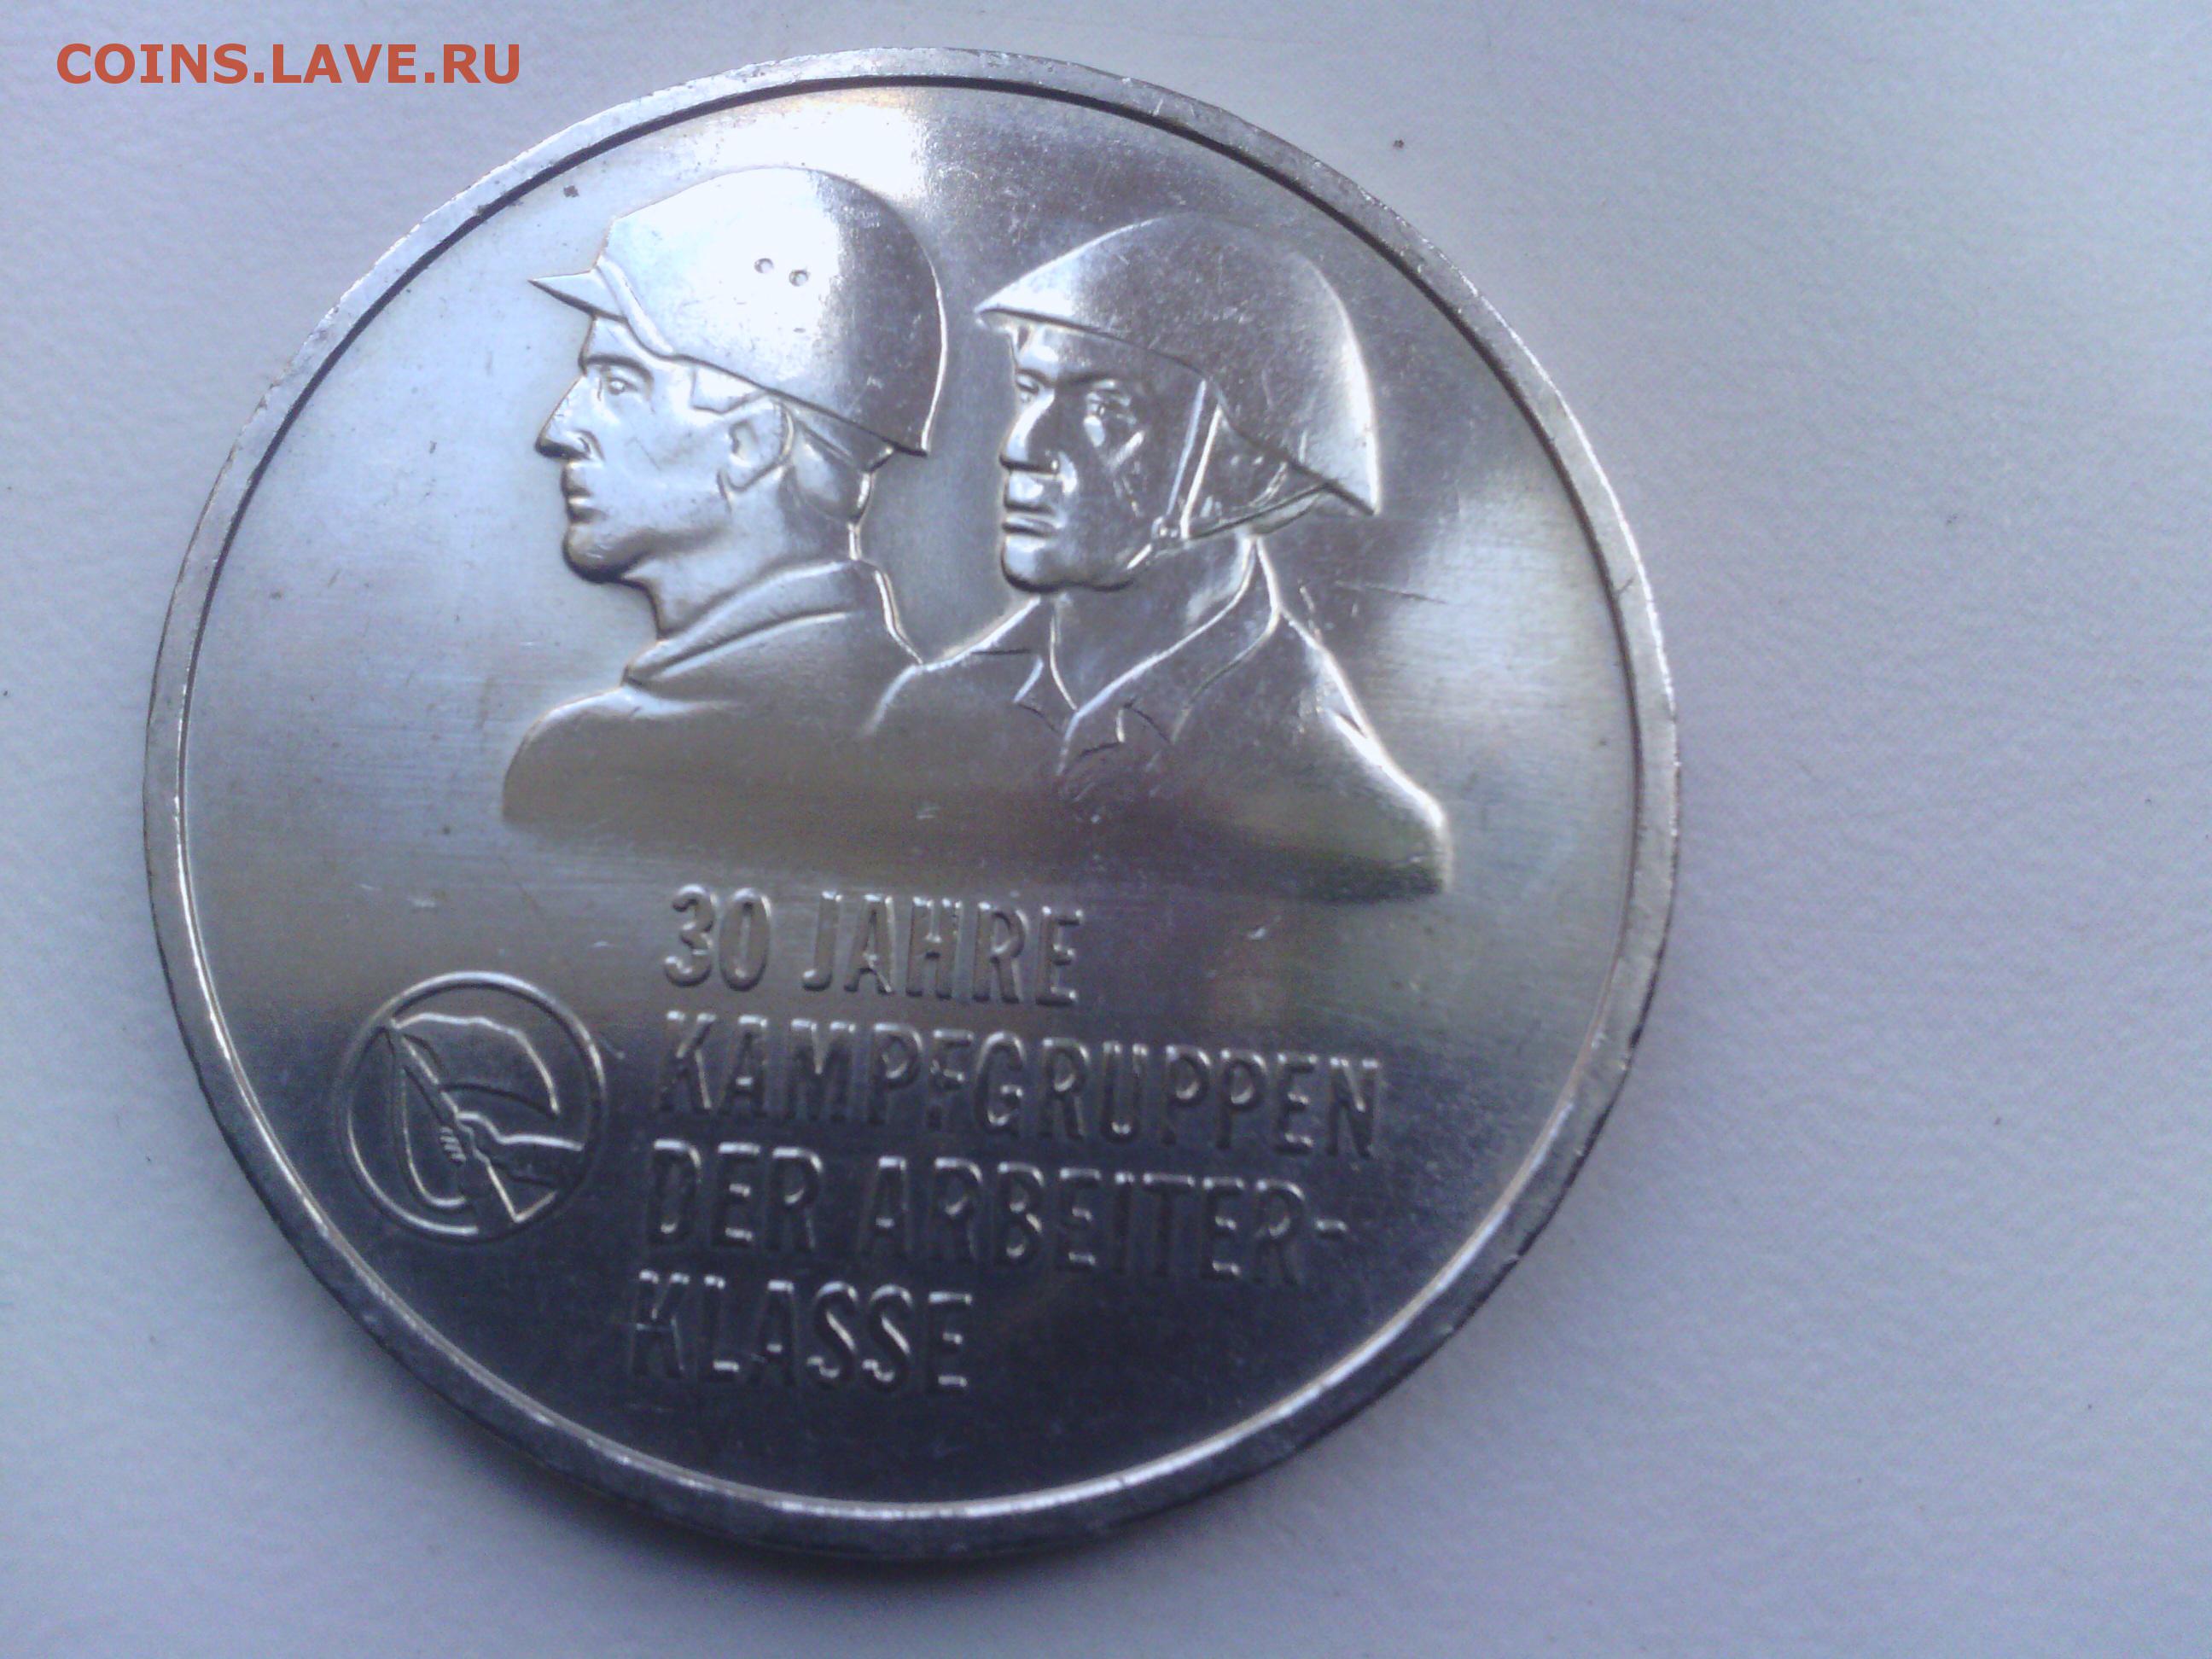 COINS.LAVE.RU
30 JAHRE
KAMPFGRUPPEN
DER ARBEITER-
KLASSE